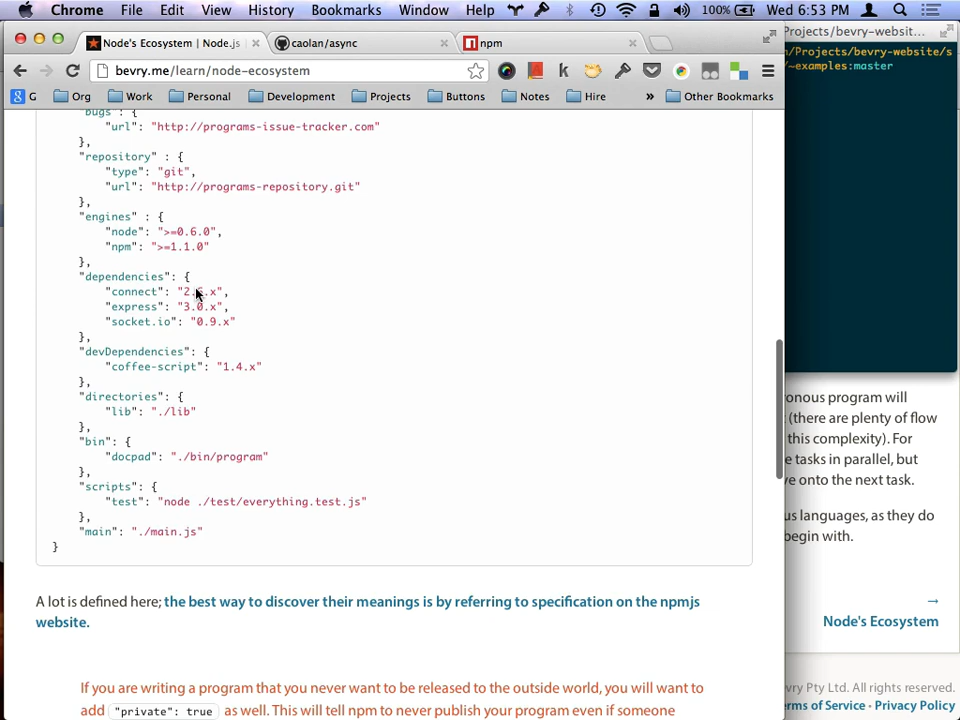 Chrome File Edit View History Bookmarks Window Help 100% Wed 6:53 PM
Node's Ecosystem | Node.js caolan/async npm
bevry.me/learn/node-ecosystem
G Org Work Personal Development Projects Buttons Notes Hire » Other Bookmarks
"bugs": {
"url": "http://programs-issue-tracker.com"
},
"repository" : {
"type": "git",
"url": "http://programs-repository.git"
},
"engines" : {
"node": ">=0.6.0",
"npm": ">=1.1.0"
},
"dependencies": {
"connect": "2. .x",
"express": "3.0.x",
"socket.io": "0.9.x"
},
"devDependencies": {
"coffee-script": "1.4.x"
},
"directories": {
"lib": "./lib"
},
"bin": {
"docpad": "./bin/program"
},
"scripts": {
"test": "node ./test/everything.test.js"
},
"main": "./main.js"
}
A lot is defined here; the best way to discover their meanings is by referring to specification on the npmjs
website.
If you are writing a program that you never want to be released to the outside world, you will want to
add "private": true as well. This will tell npm to never publish your program even if someone
Projects/bevry-websit...
n/Projects/bevry-website/s
/~examples:master
onous program will
(there are plenty of flow
this complexity). For
e tasks in parallel, but
ve onto the next task.
us languages, as they do
begin with.
→
Node's Ecosystem
vry Pty Ltd. All rights reserved.
erms of Service · Privacy Policy